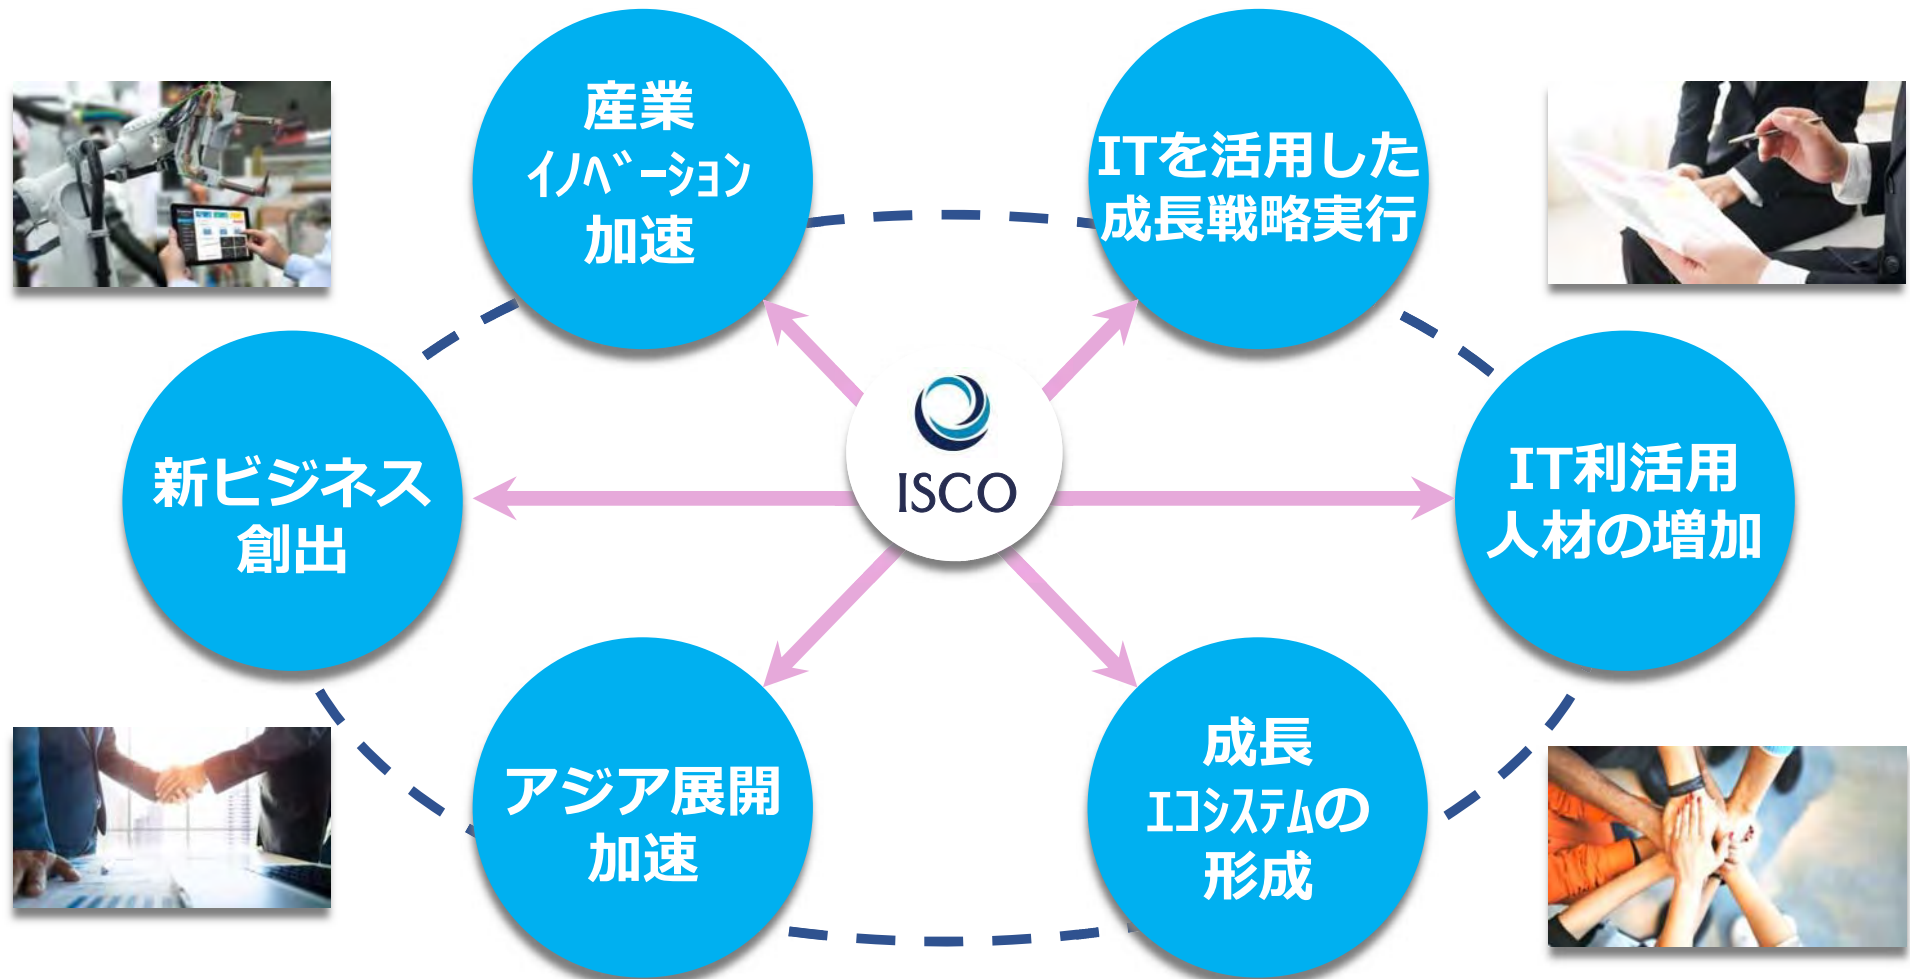 産業
ｲﾉﾍﾞｰｼｮﾝ
加速
ITを活用した
成長戦略実行
新ビジネス
創出
ISCO
IT利活用
人材の増加
アジア展開
加速
成長
ｴｺｼｽﾃﾑの
形成